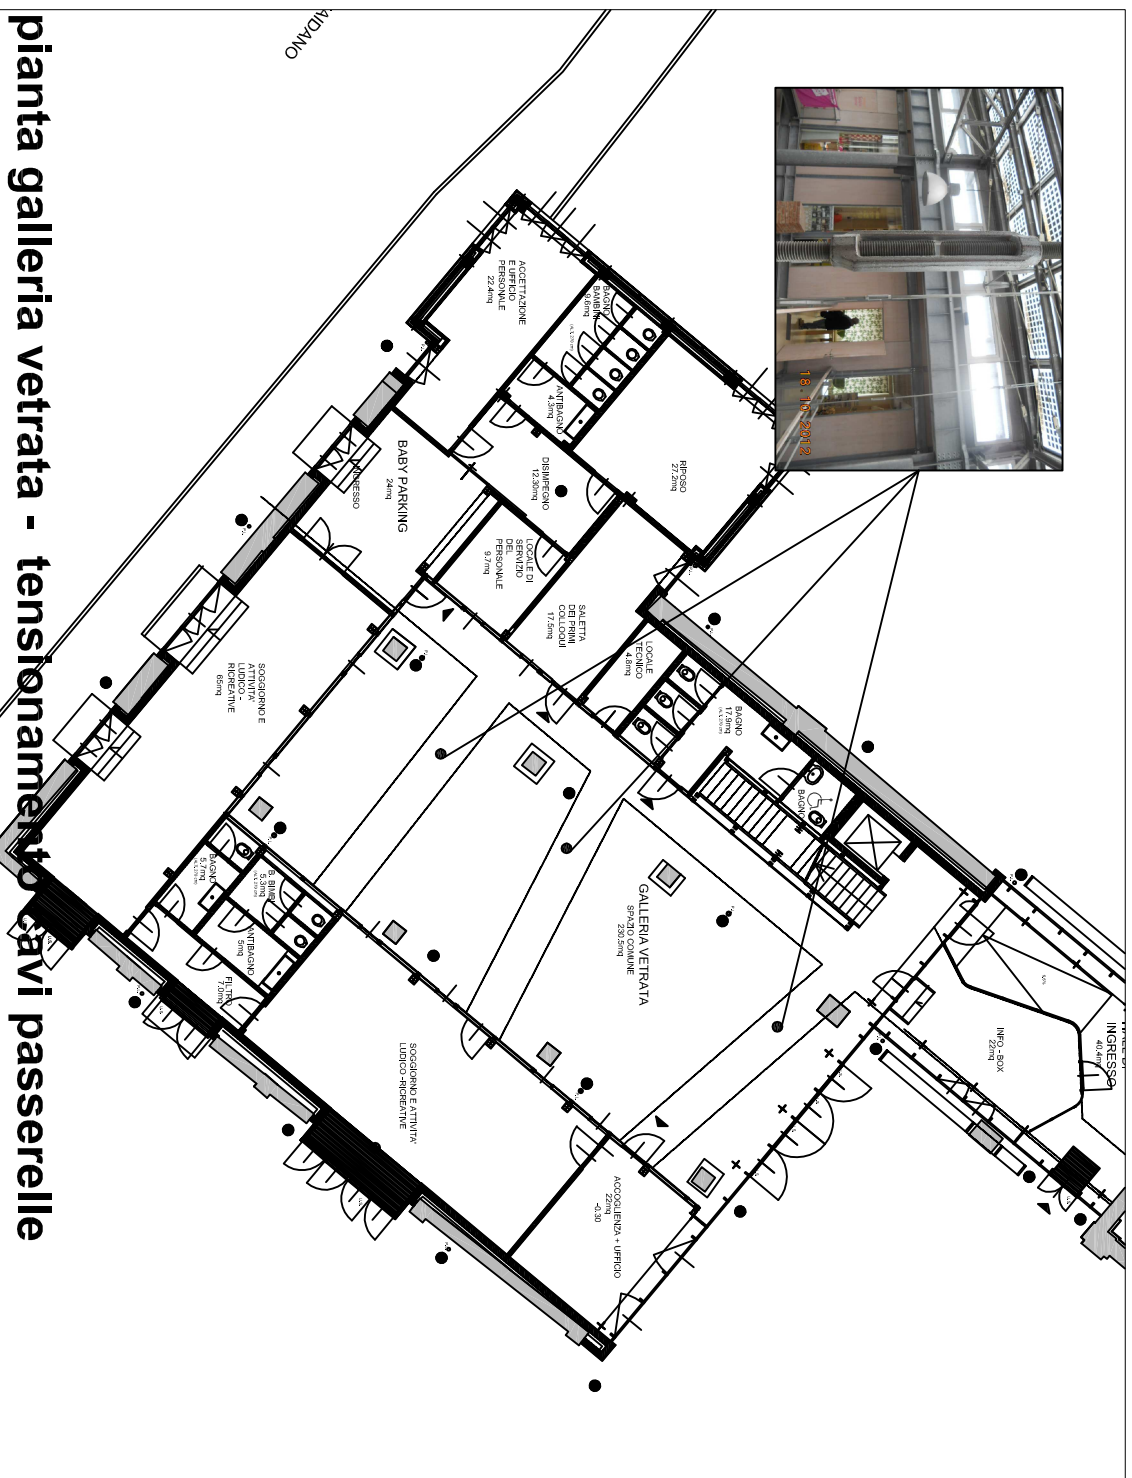 pianta galleria vetrata - tensionamento cavi passerelle
AIDANO
18.10.2012
ACCETTAZIONE
E UFFICIO
PERSONALE
22.4mq
BAGNO
BAMBINI
9.6mq
ANTIBAGNO
4.3mq
RIPOSO
27.2mq
DISIMPEGNO
12.30mq
BABY PARKING
24mq
INGRESSO
LOCALE DI
SERVIZIO
DEL
PERSONALE
9.7mq
SALETTA
DEI PRIMI
COLLOQUI
17.5mq
LOCALE
TECNICO
4.8mq
BAGNO
17.9mq
BAGNO
SOGGIORNO E
ATTIVITA'
LUDICO -
RICREATIVE
65mq
GALLERIA VETRATA
SPAZIO COMUNE
230.5mq
BAGNO
5.7mq
B. BIMBI
5.3mq
ANTIBAGNO
5mq
FILTRO
7.0mq
SOGGIORNO E ATTIVITA'
LUDICO -RICREATIVE
ACCOGLIENZA + UFFICIO
22mq
-0.30
INFO - BOX
22mq
INGRESSO
40.4mq